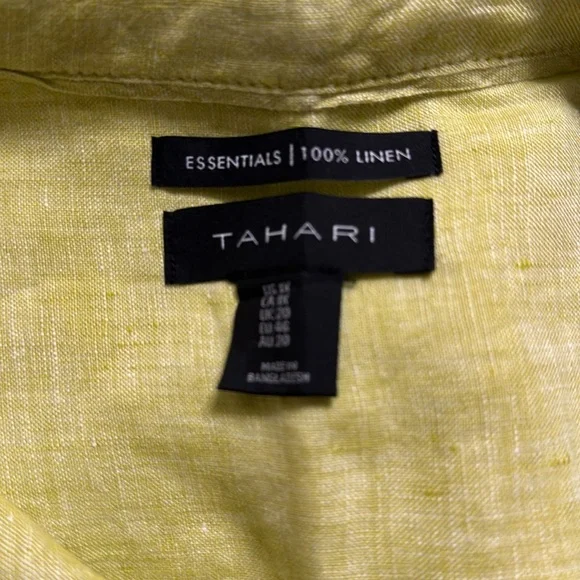 ESSENTIALS | 100% LINEN
TAHARI
US 1X
CA 1X
UK 20
EU 46
AU 20
MADE IN
BANGLADESH